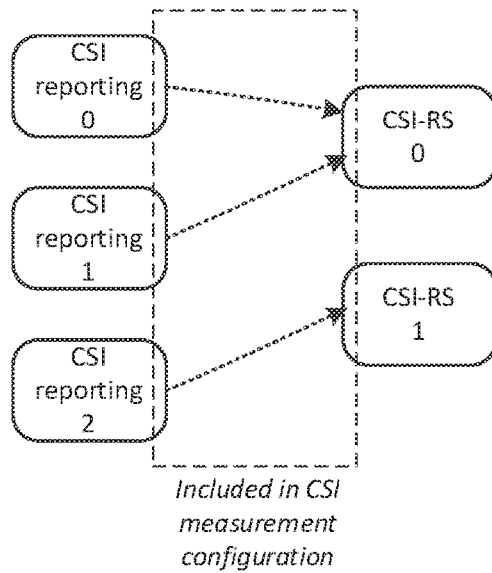 CSI
reporting
0
CSI
reporting
1
CSI
reporting
2
CSI-RS
0
CSI-RS
1
Included in CSI
measurement
configuration